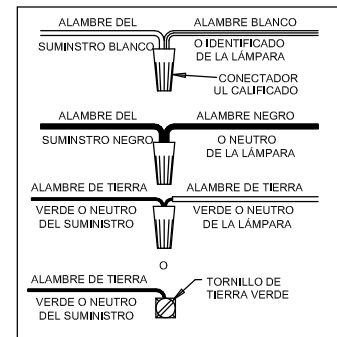 ALAMBRE DEL ALAMBRE BLANCO
SUMINSTRO BLANCO O IDENTIFICADO
DE LA LÁMPARA
CONECTADOR
UL CALIFICADO
ALAMBRE DEL ALAMBRE NEGRO
SUMINSTRO NEGRO O NEUTRO
DE LA LÁMPARA
ALAMBRE DE TIERRA ALAMBRE DE TIERRA
VERDE O NEUTRO VERDE O NEUTRO
DEL SUMINISTRO DE LA LÁMPARA
O
ALAMBRE DE TIERRA TORNILLO DE
TIERRA VERDE
VERDE O NEUTRO
DEL SUMINISTRO